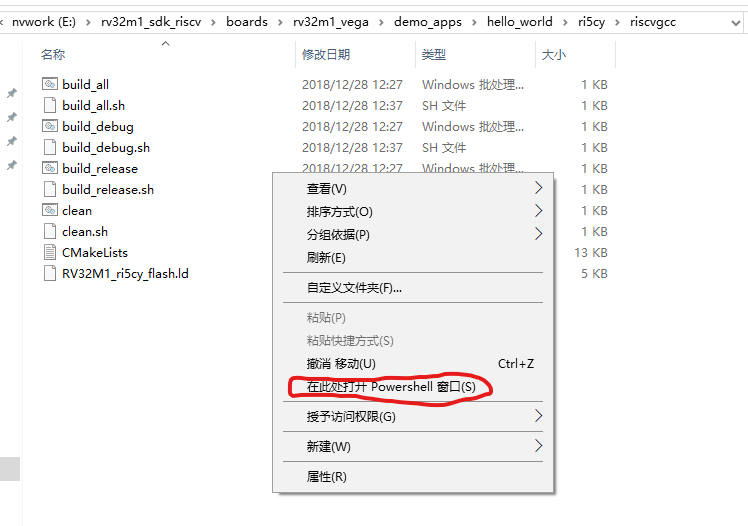 nvwork (E:) › rv32m1_sdk_riscv › boards › rv32m1_vega › demo_apps › hello_world › ri5cy › riscvgcc
名称 修改日期 类型 大小
build_all 2018/12/28 12:27 Windows 批处理... 1 KB
build_all.sh 2018/12/28 12:37 SH 文件 1 KB
build_debug 2018/12/28 12:27 Windows 批处理... 1 KB
build_debug.sh 2018/12/28 12:37 SH 文件 1 KB
build_release 2018/12/28 12:27 Windows 批处理... 1 KB
build_release.sh 1 KB
clean 1 KB
clean.sh 1 KB
CMakeLists 13 KB
RV32M1_ri5cy_flash.ld 5 KB
查看(V)
排序方式(O)
分组依据(P)
刷新(E)
自定义文件夹(F)...
粘贴(P)
粘贴快捷方式(S)
撤消 移动(U) Ctrl+Z
在此处打开 Powershell 窗口(S)
授予访问权限(G)
新建(W)
属性(R)